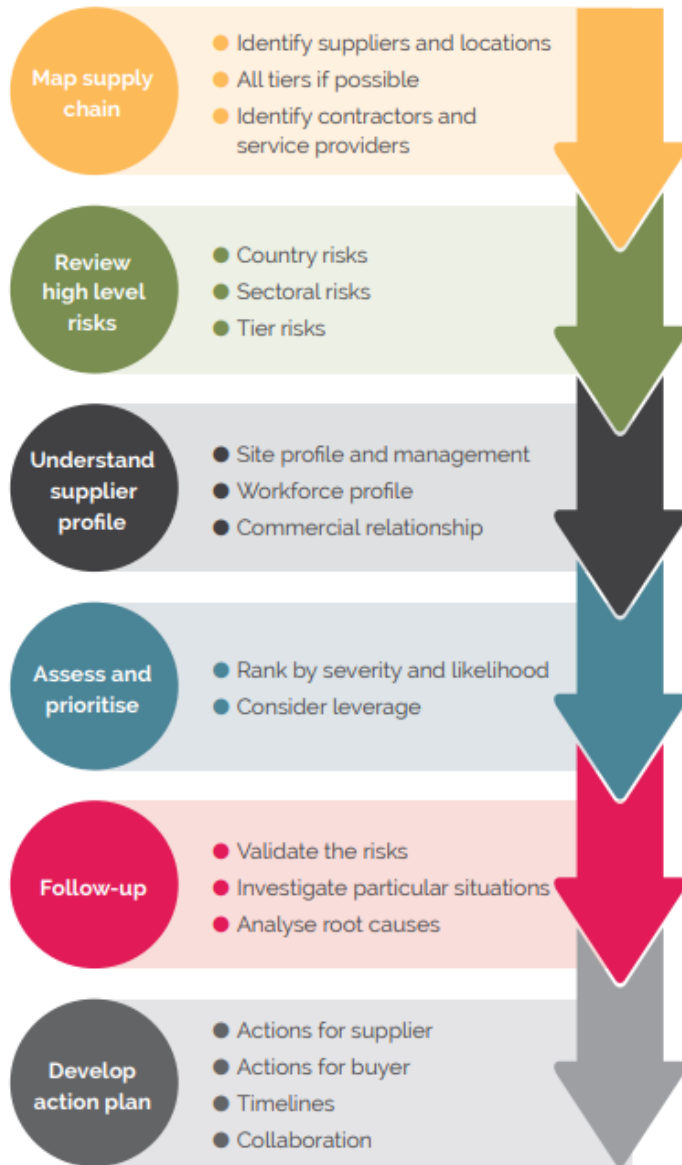 Map supply
chain
Identify suppliers and locations
All tiers if possible
Identify contractors and
service providers
Review
high level
risks
Country risks
Sectoral risks
Tier risks
Understand
supplier
profile
Site profile and management
Workforce profile
Commercial relationship
Assess and
prioritise
Rank by severity and likelihood
Consider leverage
Follow-up
Validate the risks
Investigate particular situations
Analyse root causes
Develop
action plan
Actions for supplier
Actions for buyer
Timelines
Collaboration